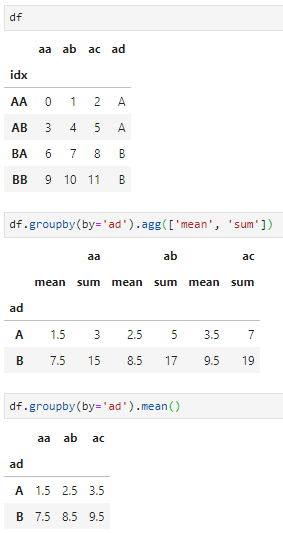 df
aa ab ac ad
idx
AA 0 1 2 A
AB 3 4 5 A
BA 6 7 8 B
BB 9 10 11 B
df.groupby(by='ad').agg(['mean', 'sum'])
aa ab ac
mean sum mean sum mean sum
ad
A 1.5 3 2.5 5 3.5 7
B 7.5 15 8.5 17 9.5 19
df.groupby(by='ad').mean()
aa ab ac
ad
A 1.5 2.5 3.5
B 7.5 8.5 9.5